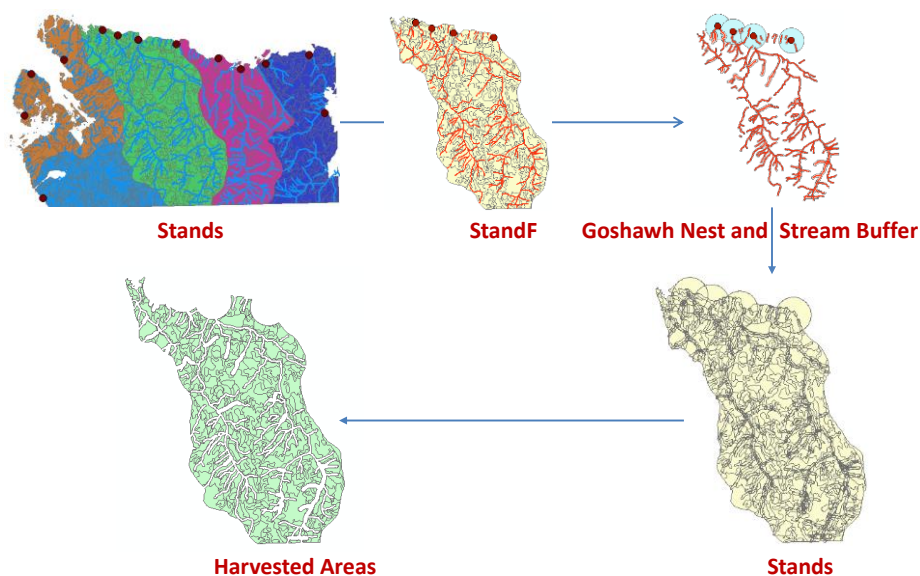 Stands
StandF
Goshawh Nest and Stream Buffer
Harvested Areas
Stands